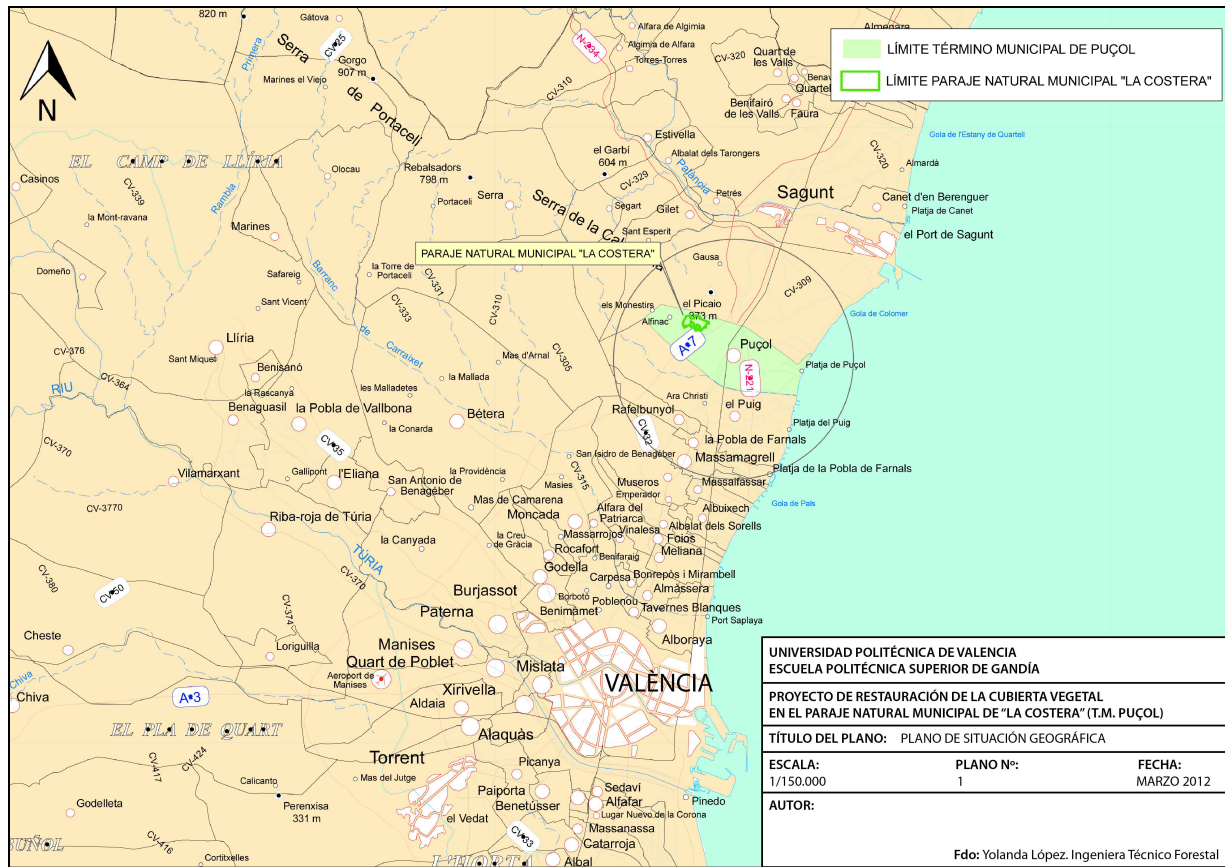 820 m
Gátova
CV-25
Serra
de Portaceli
Gorgo
907 m
Primera
Marines el Viejo
N-234
Alfara de Algimia
Algimia de Alfara
Torres-Torres
CV-320
Quart de
les Valls
Almenara
Quartell
Benifairó
de les Valls
Faura
LÍMITE TÉRMINO MUNICIPAL DE PUÇOL
LÍMITE PARAJE NATURAL MUNICIPAL "LA COSTERA"
N
CV-310
Estivella
Albalat dels Tarongers
Gola de l'Estany de Quartell
CV-320
Almardà
EL CAMP DE LLÍRIA
Casinos
CV-339
Rambla
Olocau
Rebalsadors
798 m
el Garbí
604 m
CV-329
Palància
Petrés
Sagunt
Canet d'en Berenguer
Platja de Canet
la Mont-ravana
Marines
Portaceli
Serra
Serra de la Cal
Segart
Gilet
Sant Esperit
el Port de Sagunt
PARAJE NATURAL MUNICIPAL "LA COSTERA"
Gausa
Domeño
Safareig
Barranc
de
Carraixet
la Torre de
Portaceli
CV-331
CV-310
CV-309
Sant Vicent
CV-333
els Monestirs
el Picaio
373 m
Alfinac
Gola de Colomer
A-7
Puçol
N-221
Platja de Puçol
Llíria
CV-376
Sant Miquel
CV-364
Benisanó
la Rascanya
Mas d'Arnal
CV-305
la Mallada
les Malladetes
RIU
Benaguasil
la Pobla de Vallbona
la Conarda
Bétera
Ara Christi
Rafelbunyol
el Puig
Platja del Puig
CV-370
CV-35
CV-32
la Pobla de Farnals
San Isidro de Benagéber
Massamagrell
Platja de la Pobla de Farnals
Vilamarxant
Gallipont
l'Eliana
San Antonio de
Benagéber
la Providència
Masies
CV-315
Museros
Emperador
Massalfassar
Gola de Pals
CV-3770
Mas de Camarena
Moncada
Alfara del
Patriarca
Albuixech
Riba-roja de Túria
Vinalesa
Albalat dels Sorells
Massarrojos
Foios
la Canyada
la Creu
de Gràcia
Rocafort
Benifaraig
Meliana
TÚRIA
CV-370
CV-380
CV-50
Godella
Carpesa
Bonrepòs i Mirambell
Burjassot
Borbotó
Almàssera
CV-374
Paterna
Benimàmet
Poblenou
Tavernes Blanques
Port Saplaya
Cheste
Loriguilla
Manises
Alboraya
Quart de Poblet
Aeroport de
Manises
Mislata
Chiva
Chiva
A-3
Xirivella
VALÈNCIA
Aldaia
EL PLA DE QUART
Alaquàs
CV-424
CV-417
Torrent
Picanya
Calicanto
Mas del Jutge
Perenxisa
331 m
Paiporta
Sedaví
Benetússer
Alfafar
Pinedo
Godelleta
Lugar Nuevo de la Corona
el Vedat
CV-33
Massanassa
CV-416
Catarroja
BUÑOL
Cortitxelles
L'HORTA
Albal
UNIVERSIDAD POLITÉCNICA DE VALENCIA
ESCUELA POLITÉCNICA SUPERIOR DE GANDÍA
PROYECTO DE RESTAURACIÓN DE LA CUBIERTA VEGETAL
EN EL PARAJE NATURAL MUNICIPAL DE “LA COSTERA” (T.M. PUÇOL)
TÍTULO DEL PLANO: PLANO DE SITUACIÓN GEOGRÁFICA
ESCALA: PLANO Nº: FECHA:
1/150.000 1 MARZO 2012
AUTOR:
Fdo: Yolanda López. Ingeniera Técnico Forestal